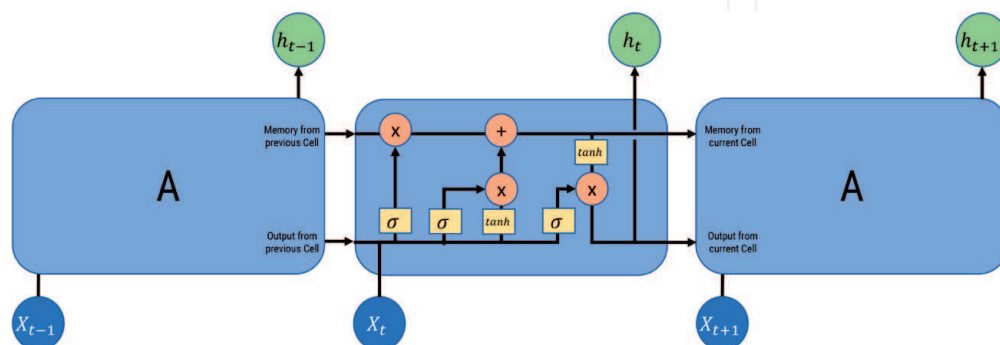 h_{t-1}
h_t
h_{t+1}
Memory from
previous Cell
x
+
Memory from
current Cell
tanh
A
x
x
A
σ
σ
tanh
σ
Output from
previous Cell
Output from
current Cell
X_{t-1}
X_t
X_{t+1}